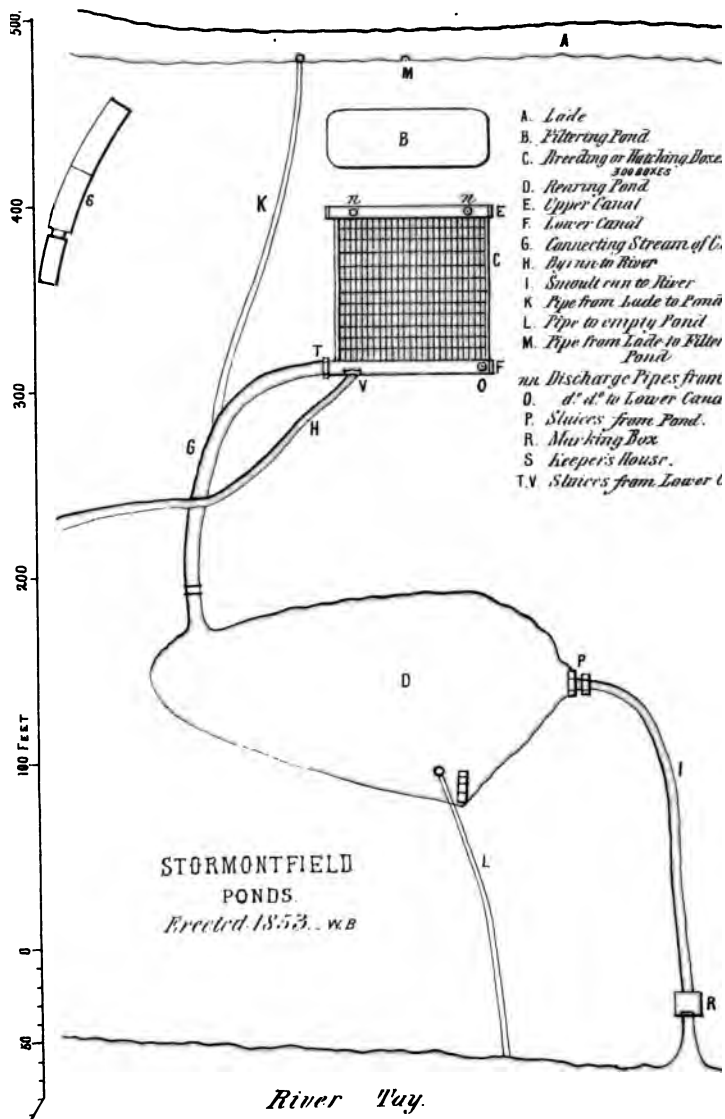 500.
400
300
200
100 FEET
0
50
A
M
B
K
S
n n E
C
T
F
V O
G
H
P
D
I
L
R
A. Lade
B. Filtering Pond
C. Breeding or Hatching Boxes
300 BOXES
D. Rearing Pond
E. Upper Canal
F. Lower Canal
G. Connecting Stream of
H. Byrun to River
I. Smoult run to River
K Pipe from Lade to Pond
L. Pipe to empty Pond
M. Pipe from Lade to
Pond
nn Discharge Pipes from
O. do. do. to Lower
P. Sluices from Pond.
R. Marking Box
S Keeper's House.
T.V. Sluices from Lower
STORMONTFIELD
PONDS.
Erected 1853. W.B
River Tay.